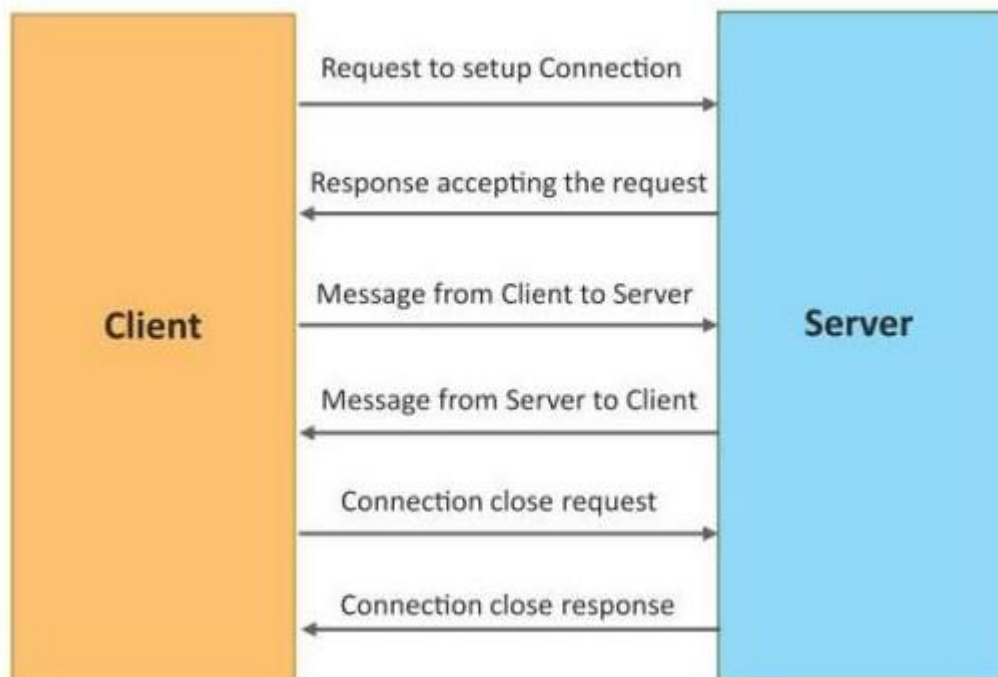 Request to setup Connection
Response accepting the request
Message from Client to Server
Client
Server
Message from Server to Client
Connection close request
Connection close response